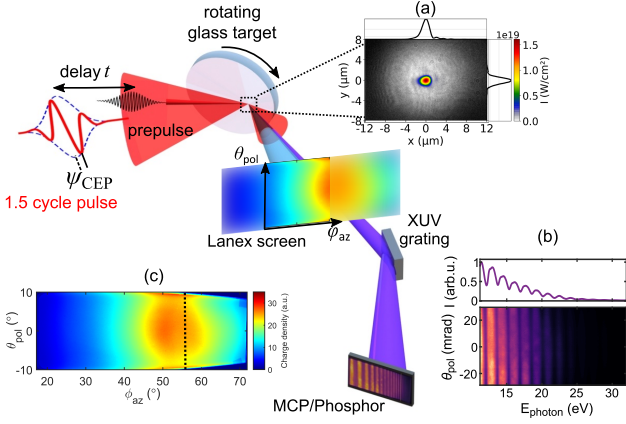 rotating
glass target
delay t
prepulse
ψCEP
1.5 cycle pulse
(a)
1e19
8
4
0
-4
-8
y (μm)
-12 -8 -4 0 4 8 12
x (μm)
1.5
1.0
0.5
0.0
I (W/cm²)
θpol
Lanex screen
φaz
XUV
grating
MCP/Phosphor
(b)
1
0.5
0
I (arb.u.)
20
0
-20
θpol (mrad)
15 20 25
Ephoton (eV)
(c)
10
0
-10
θpol (°)
20 30 40 50 60 70
ϕaz (°)
30
20
10
0
Charge density (a.u.)